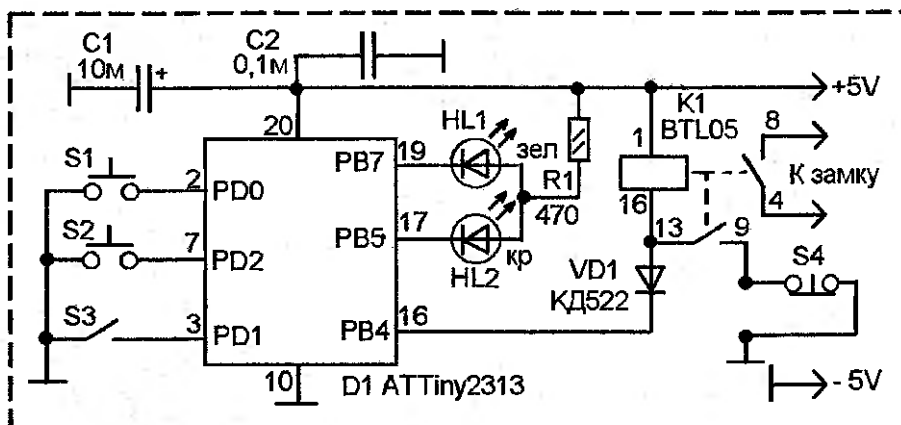 C1
10м
+
C2
0,1м
+5V
K1
BTL05
20
HL1
зел
19
PB7
1
8
S1
2
PD0
R1
470
К замку
16
4
S2
7
PD2
17
PB5
HL2
кр
13
9
S4
VD1
КД522
S3
3
PD1
PB4
16
10
D1 ATTiny2313
- 5V